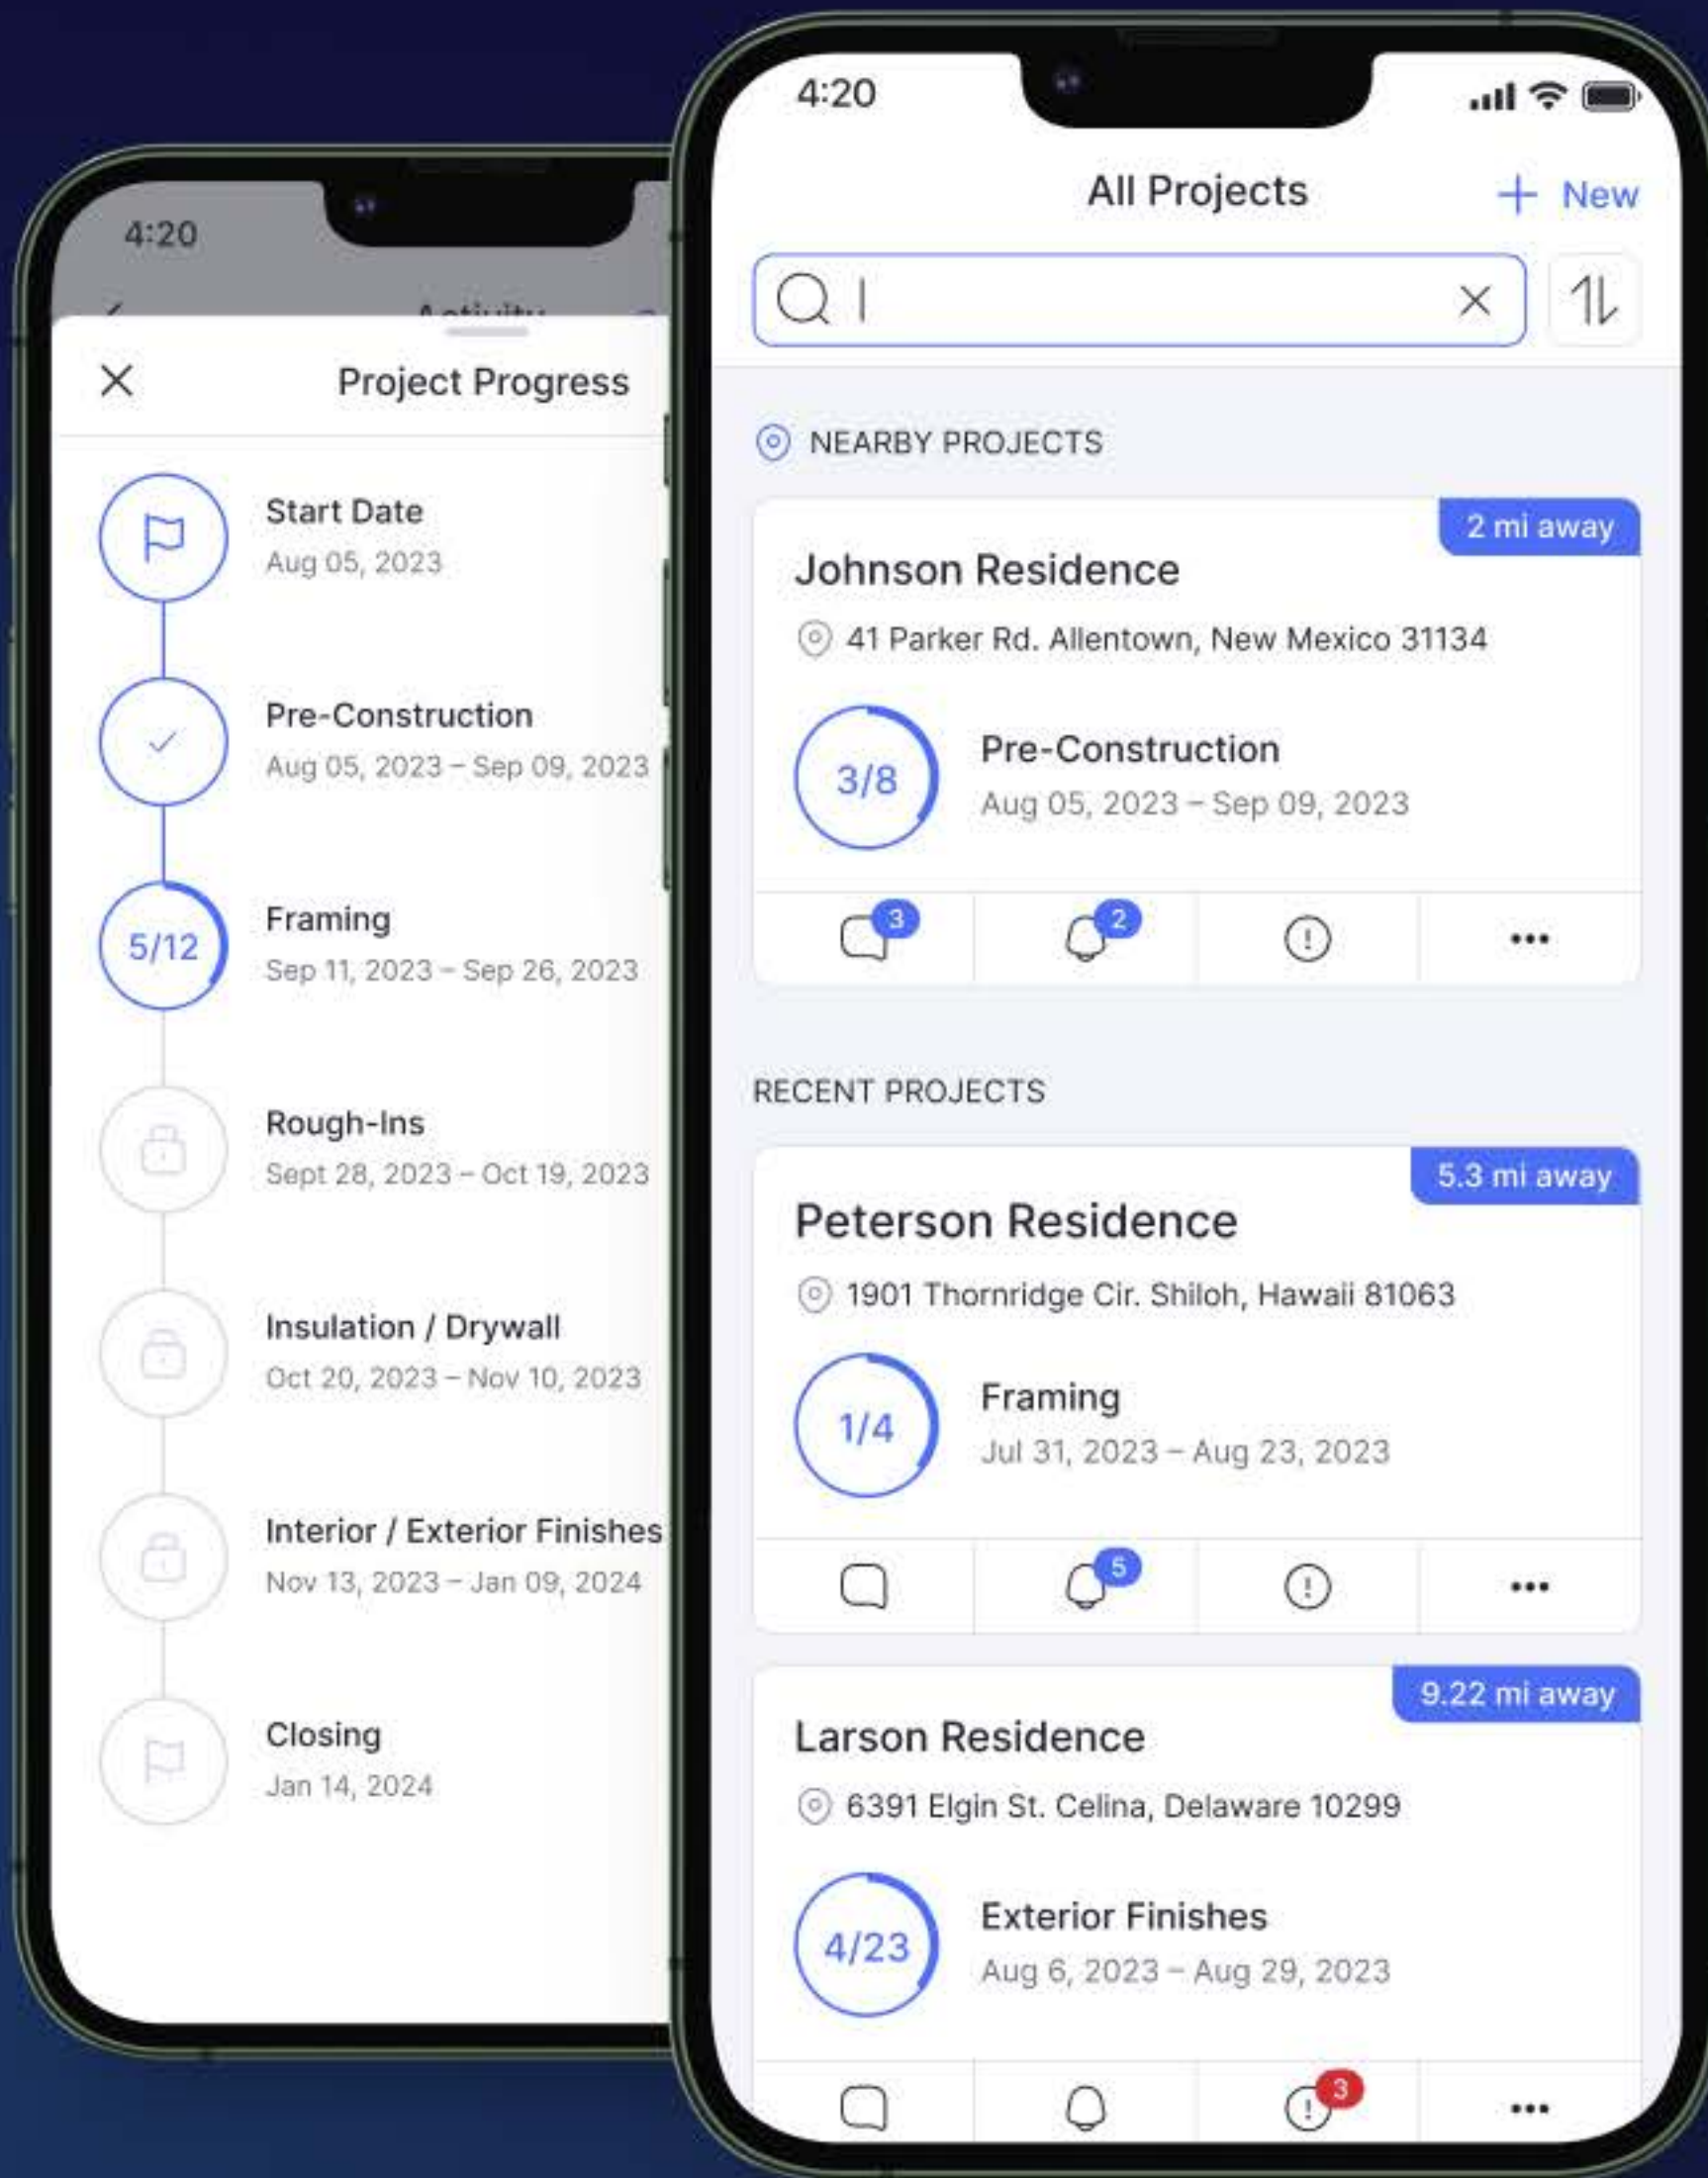 4:20
Activity
Project Progress
Start Date
Aug 05, 2023
Pre-Construction
Aug 05, 2023 – Sep 09, 2023
5/12
Framing
Sep 11, 2023 – Sep 26, 2023
Rough-Ins
Sept 28, 2023 – Oct 19, 2023
Insulation / Drywall
Oct 20, 2023 – Nov 10, 2023
Interior / Exterior Finishes
Nov 13, 2023 – Jan 09, 2024
Closing
Jan 14, 2024
4:20
All Projects
+ New
NEARBY PROJECTS
2 mi away
Johnson Residence
41 Parker Rd. Allentown, New Mexico 31134
3/8
Pre-Construction
Aug 05, 2023 – Sep 09, 2023
3 2
RECENT PROJECTS
5.3 mi away
Peterson Residence
1901 Thornridge Cir. Shiloh, Hawaii 81063
1/4
Framing
Jul 31, 2023 – Aug 23, 2023
5
9.22 mi away
Larson Residence
6391 Elgin St. Celina, Delaware 10299
4/23
Exterior Finishes
Aug 6, 2023 – Aug 29, 2023
3